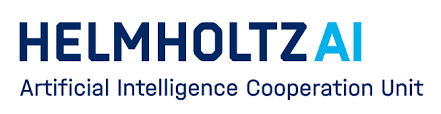 HELMHOLTZ AI
Artificial Intelligence Cooperation Unit